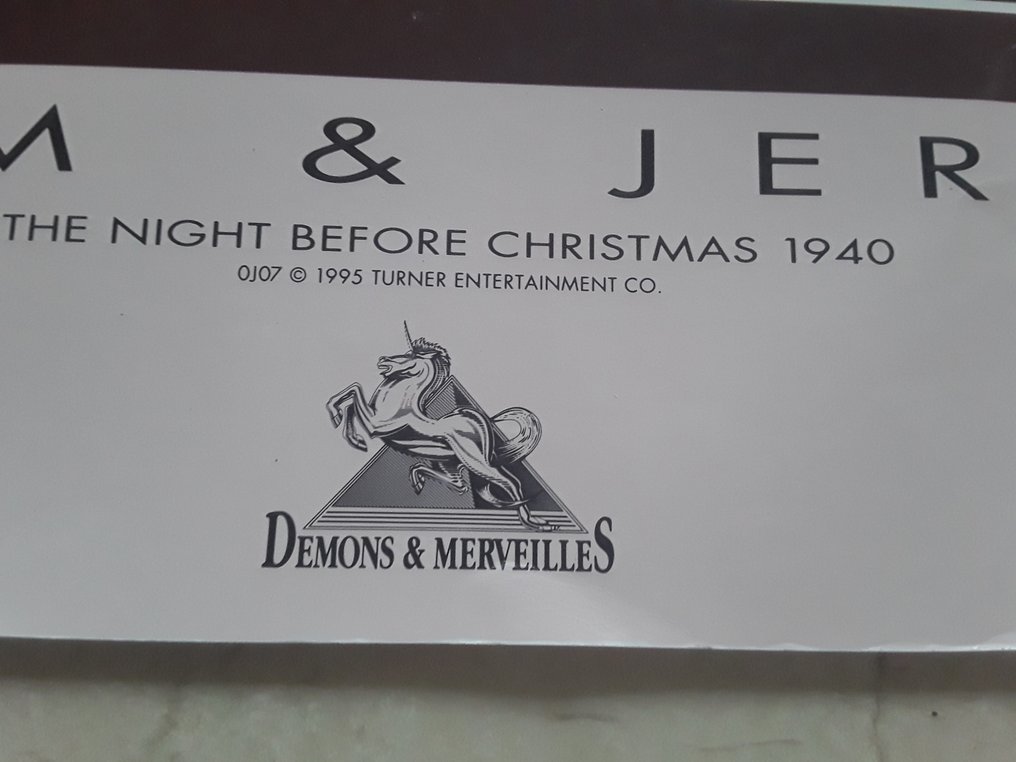 M & JER
THE NIGHT BEFORE CHRISTMAS 1940
0J07 © 1995 TURNER ENTERTAINMENT CO.
DEMONS & MERVEILLES